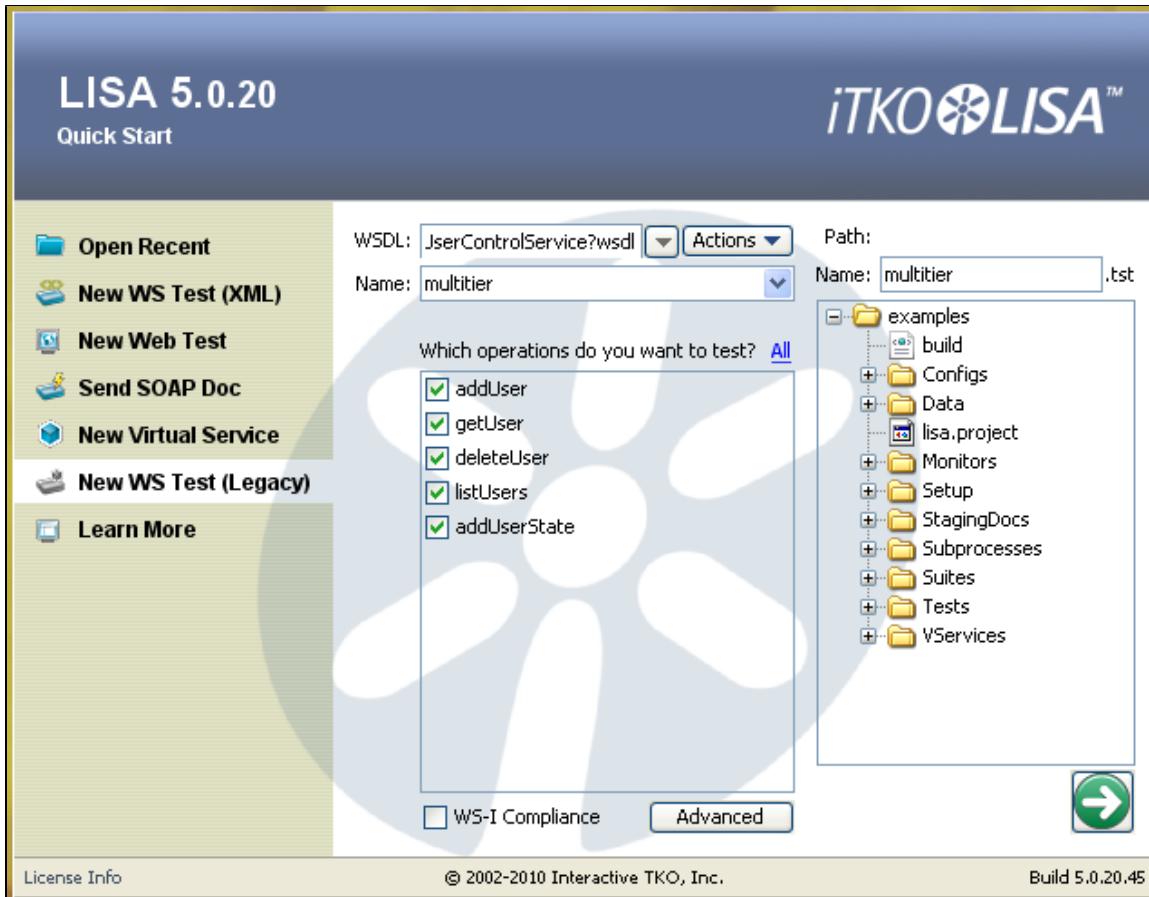 LISA 5.0.20
Quick Start
iTKO LISA™
Open Recent
New WS Test (XML)
New Web Test
Send SOAP Doc
New Virtual Service
New WS Test (Legacy)
Learn More
WSDL: JserControlService?wsdl Actions
Name: multitier
Which operations do you want to test? All
addUser
getUser
deleteUser
listUsers
addUserState
WS-I Compliance Advanced
Path:
Name: multitier .tst
examples
build
Configs
Data
lisa.project
Monitors
Setup
StagingDocs
Subprocesses
Suites
Tests
VServices
License Info
© 2002-2010 Interactive TKO, Inc.
Build 5.0.20.45